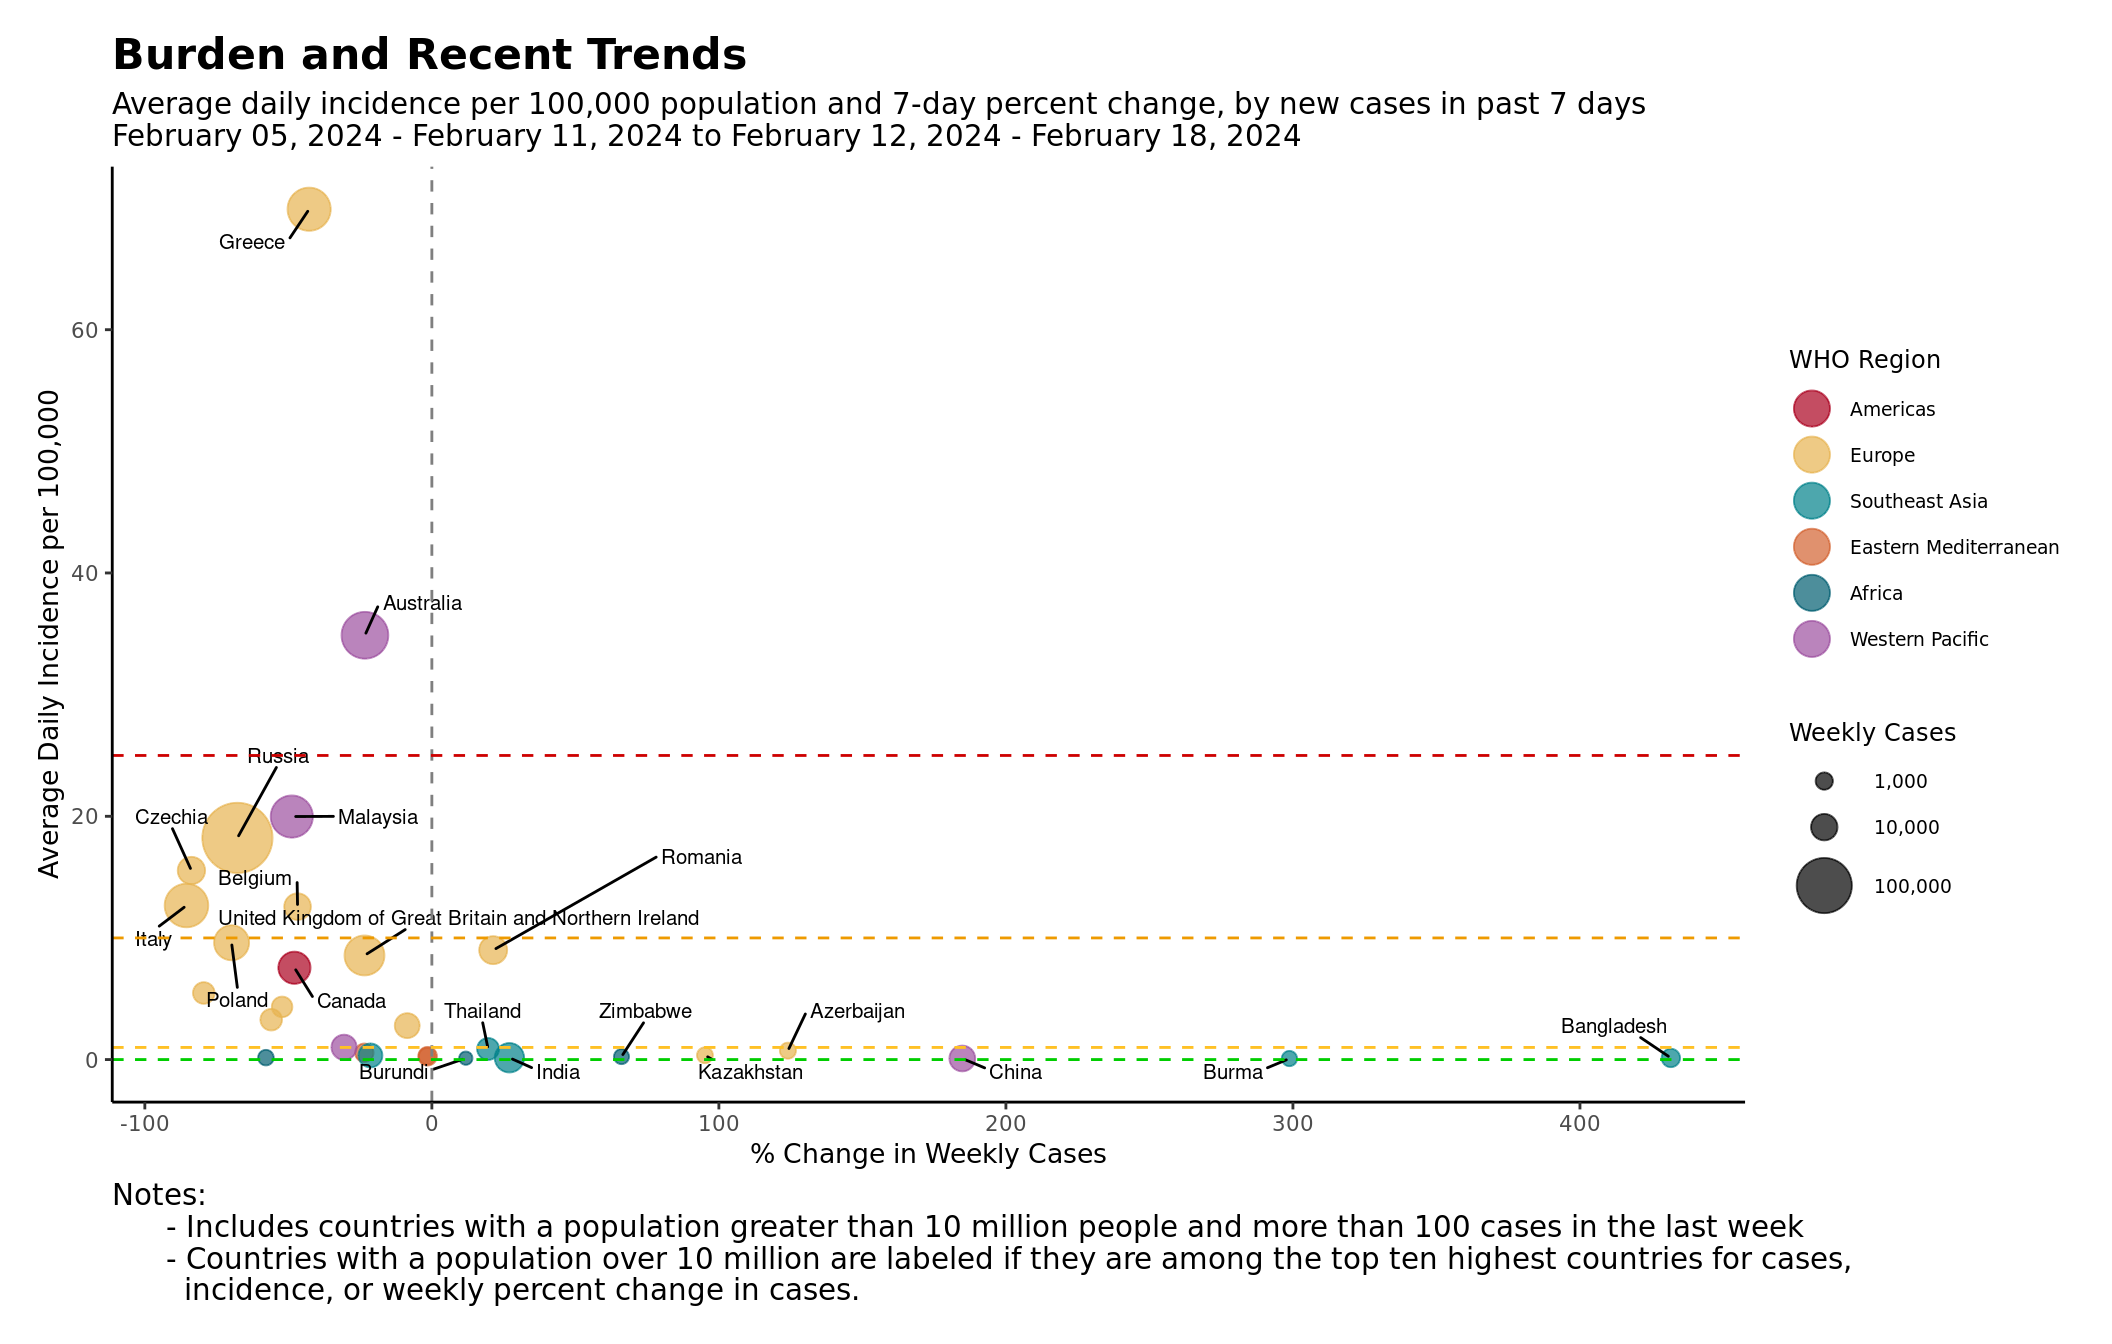 Burden and Recent Trends
Average daily incidence per 100,000 population and 7-day percent change, by new cases in past 7 days
February 05, 2024 - February 11, 2024 to February 12, 2024 - February 18, 2024
Average Daily Incidence per 100,000
60
40
20
0
Greece
Australia
Russia
Czechia
Malaysia
Belgium
Romania
United Kingdom of Great Britain and Northern Ireland
Italy
Poland
Canada
Thailand
Zimbabwe
Azerbaijan
Bangladesh
Burundi
India
Kazakhstan
China
Burma
-100
0
100
200
300
400
% Change in Weekly Cases
WHO Region
Americas
Europe
Southeast Asia
Eastern Mediterranean
Africa
Western Pacific
Weekly Cases
1,000
10,000
100,000
Notes:
- Includes countries with a population greater than 10 million people and more than 100 cases in the last week
- Countries with a population over 10 million are labeled if they are among the top ten highest countries for cases,
incidence, or weekly percent change in cases.